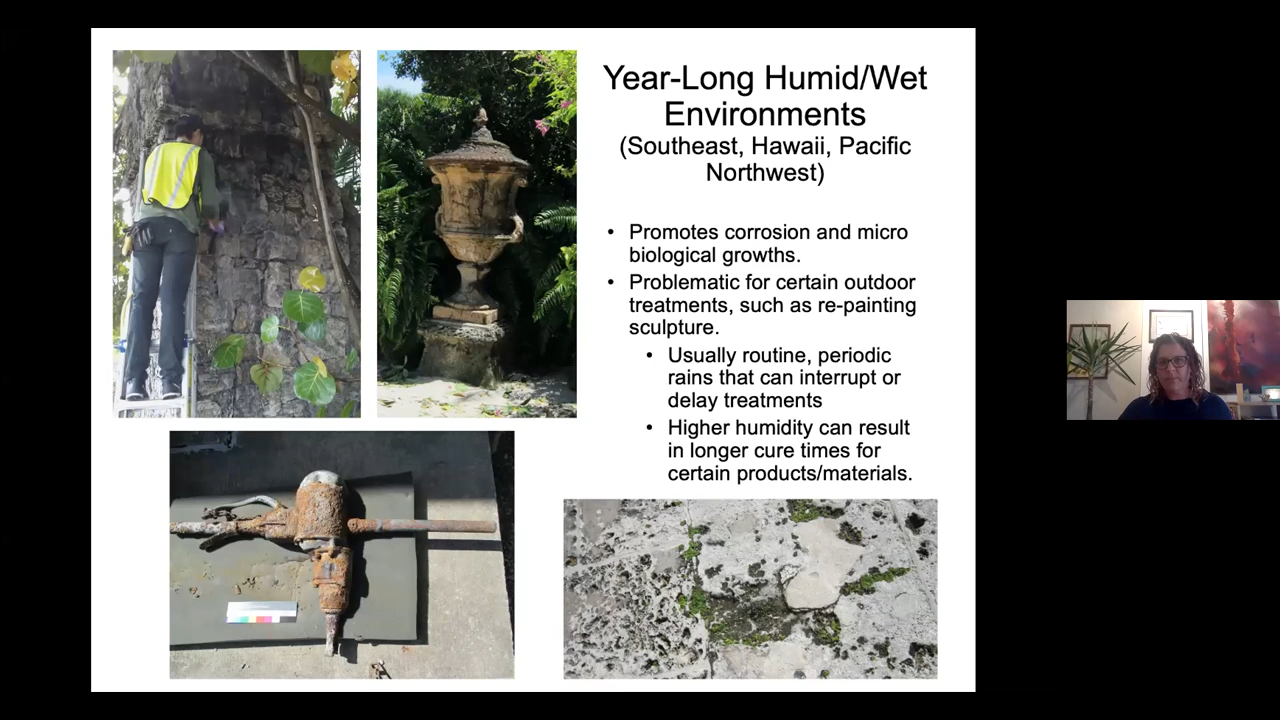 Year-Long Humid/Wet
Environments
(Southeast, Hawaii, Pacific
Northwest)
• Promotes corrosion and micro
biological growths.
• Problematic for certain outdoor
treatments, such as re-painting
sculpture.
• Usually routine, periodic
rains that can interrupt or
delay treatments
• Higher humidity can result
in longer cure times for
certain products/materials.